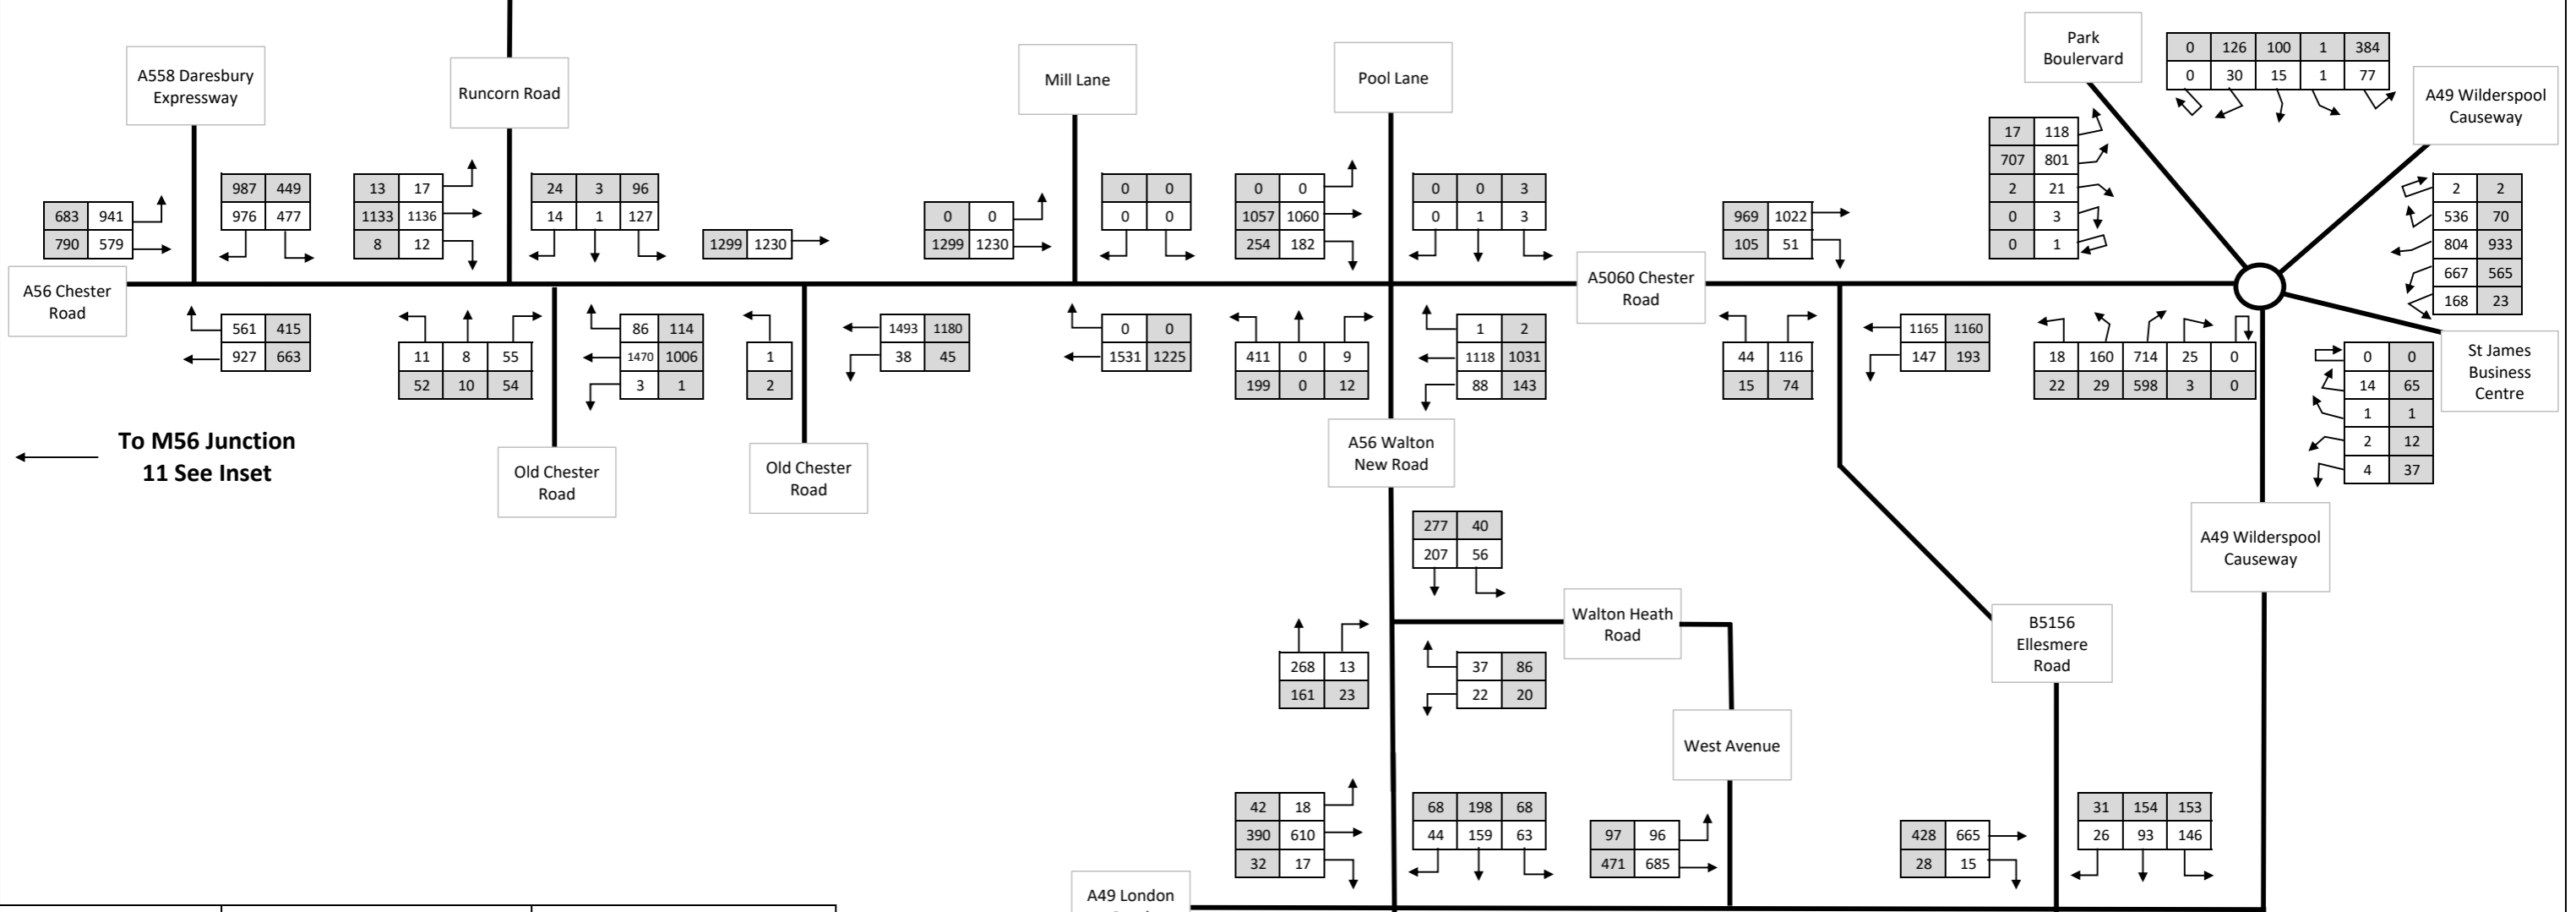 Park
Boulevard
0 126 100 1 384
0 30 15 1 77
A558 Daresbury
Expressway
Runcorn Road
Mill Lane
Pool Lane
A49 Wilderspool
Causeway
17 118
707 801
2 21
0 3
0 1
683 941
790 579
987 449
976 477
13 17
1133 1136
8 12
24 3 96
14 1 127
1299 1230
0 0
1299 1230
0 0
0 0
0 0
1057 1060
254 182
0 0 3
0 1 3
969 1022
105 51
2 2
536 70
804 933
667 565
168 23
A56 Chester
Road
A5060 Chester
Road
561 415
927 663
11 8 55
52 10 54
86 114
1470 1006
3 1
1
2
1493 1180
38 45
0 0
1531 1225
411 0 9
199 0 12
1 2
1118 1031
88 143
44 116
15 74
1165 1160
147 193
18 160 714 25 0
22 29 598 3 0
0 0
14 65
1 1
2 12
4 37
St James
Business
Centre
To M56 Junction
11 See Inset
Old Chester
Road
Old Chester
Road
A56 Walton
New Road
A49 Wilderspool
Causeway
277 40
207 56
Walton Heath
Road
B5156
Ellesmere
Road
268 13
161 23
37 86
22 20
West Avenue
42 18
390 610
32 17
68 198 68
44 159 63
97 96
471 685
428 665
28 15
31 154 153
26 93 146
A49 London